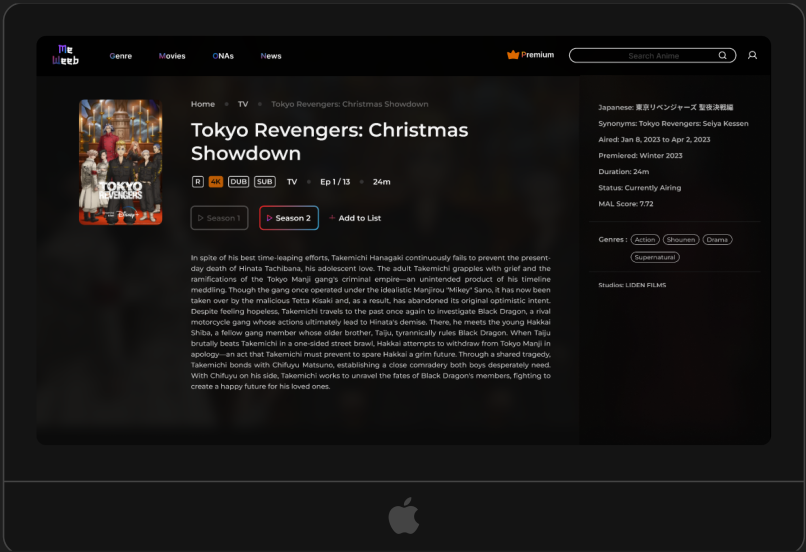 Me
Weeb
Genre
Movies
ONAs
News
Premium
Search Anime
Home
TV
Tokyo Revengers: Christmas Showdown
Tokyo Revengers: Christmas
Showdown
R
4K
DUB
SUB
TV
Ep 1 / 13
24m
Season 1
Season 2
+ Add to List
TOKYO
REVENGERS
Disney+
In spite of his best time-leaping efforts, Takemichi Hanagaki continuously fails to prevent the present-
day death of Hinata Tachibana, his adolescent love. The adult Takemichi grapples with grief and the
ramifications of the Tokyo Manji gang's criminal empire—an unintended product of his timeline
meddling. Though the gang once operated under the idealistic Manjirou "Mikey" Sano, it has now been
taken over by the malicious Tetta Kisaki and, as a result, has abandoned its original optimistic intent.
Despite feeling hopeless, Takemichi travels to the past once again to investigate Black Dragon, a rival
motorcycle gang whose actions ultimately lead to Hinata's demise. There, he meets the young Hakkai
Shiba, a fellow gang member whose older brother, Taiju, tyrannically rules Black Dragon. When Taiju
brutally beats Takemichi in a one-sided street brawl, Hakkai attempts to withdraw from Tokyo Manji in
apology—an act that Takemichi must prevent to spare Hakkai a grim future. Through a shared tragedy,
Takemichi bonds with Chifuyu Matsuno, establishing a close comradery both boys desperately need.
With Chifuyu on his side, Takemichi works to unravel the fates of Black Dragon's members, fighting to
create a happy future for his loved ones.
Japanese: 東京リベンジャーズ 聖夜決戦編
Synonyms: Tokyo Revengers: Seiya Kessen
Aired: Jan 8, 2023 to Apr 2, 2023
Premiered: Winter 2023
Duration: 24m
Status: Currently Airing
MAL Score: 7.72
Genres :
Action
Shounen
Drama
Supernatural
Studios: LIDEN FILMS